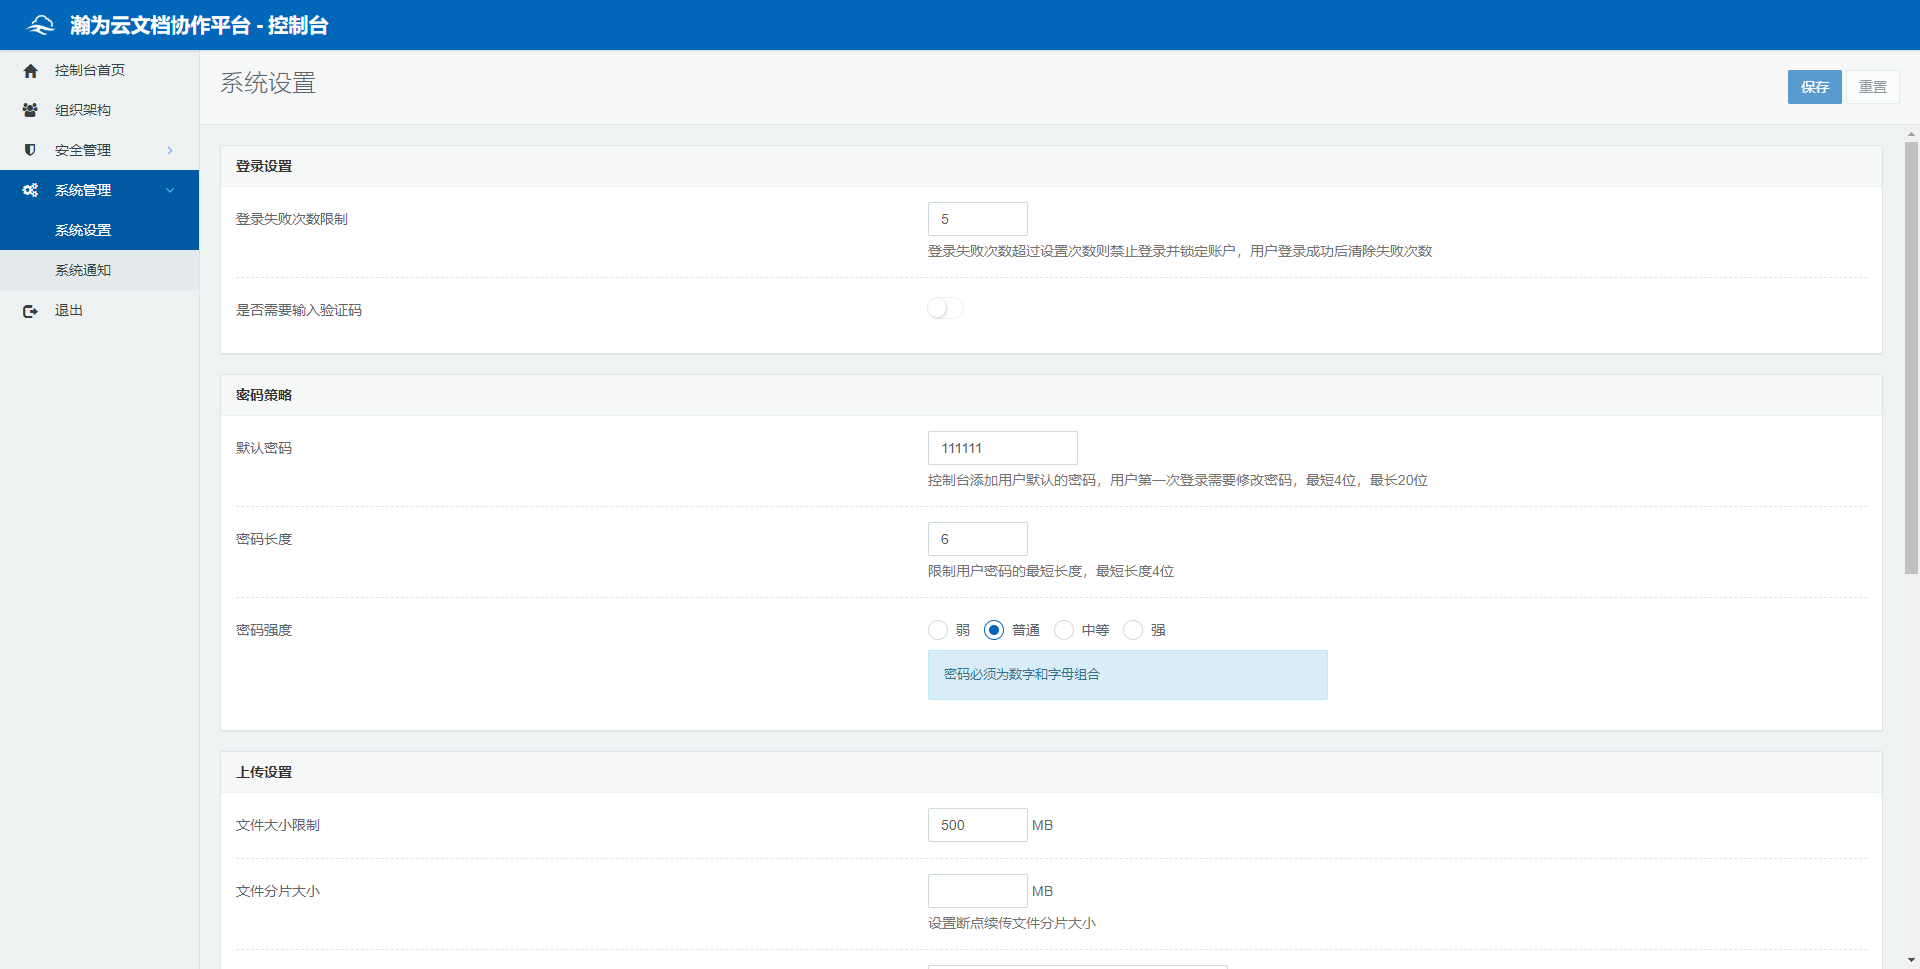 瀚为云文档协作平台 - 控制台
控制台首页
组织架构
安全管理
系统管理
系统设置
系统通知
退出
系统设置
保存
重置
登录设置
登录失败次数限制
5
登录失败次数超过设置次数则禁止登录并锁定账户，用户登录成功后清除失败次数
是否需要输入验证码
密码策略
默认密码
111111
控制台添加用户默认的密码，用户第一次登录需要修改密码，最短4位，最长20位
密码长度
6
限制用户密码的最短长度，最短长度4位
密码强度
弱 普通 中等 强
密码必须为数字和字母组合
上传设置
文件大小限制
500 MB
文件分片大小
MB
设置断点续传文件分片大小